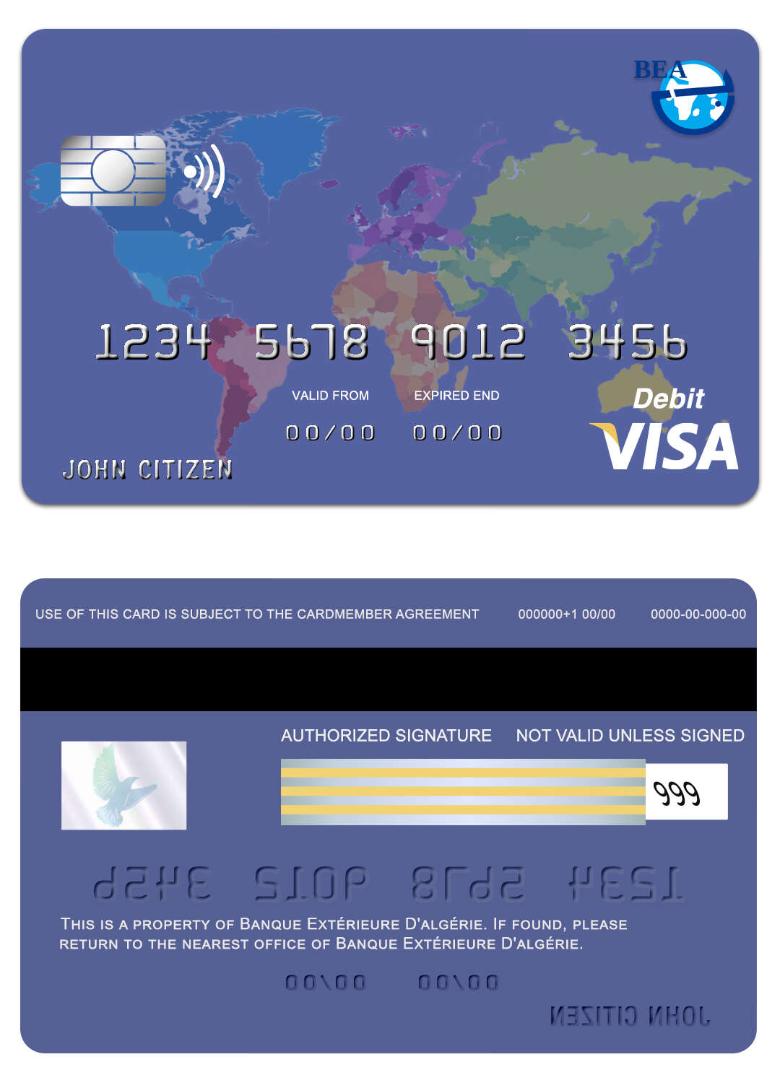 BEA
1234 5678 9012 3456
VALID FROM EXPIRED END
00/00 00/00
Debit
VISA
JOHN CITIZEN
USE OF THIS CARD IS SUBJECT TO THE CARDMEMBER AGREEMENT 000000+1 00/00 0000-00-000-00
AUTHORIZED SIGNATURE NOT VALID UNLESS SIGNED
999
1234 5678 9012 3456
THIS IS A PROPERTY OF BANQUE EXTÉRIEURE D'ALGÉRIE. IF FOUND, PLEASE
RETURN TO THE NEAREST OFFICE OF BANQUE EXTÉRIEURE D'ALGÉRIE.
00/00 00/00
JOHN CITIZEN